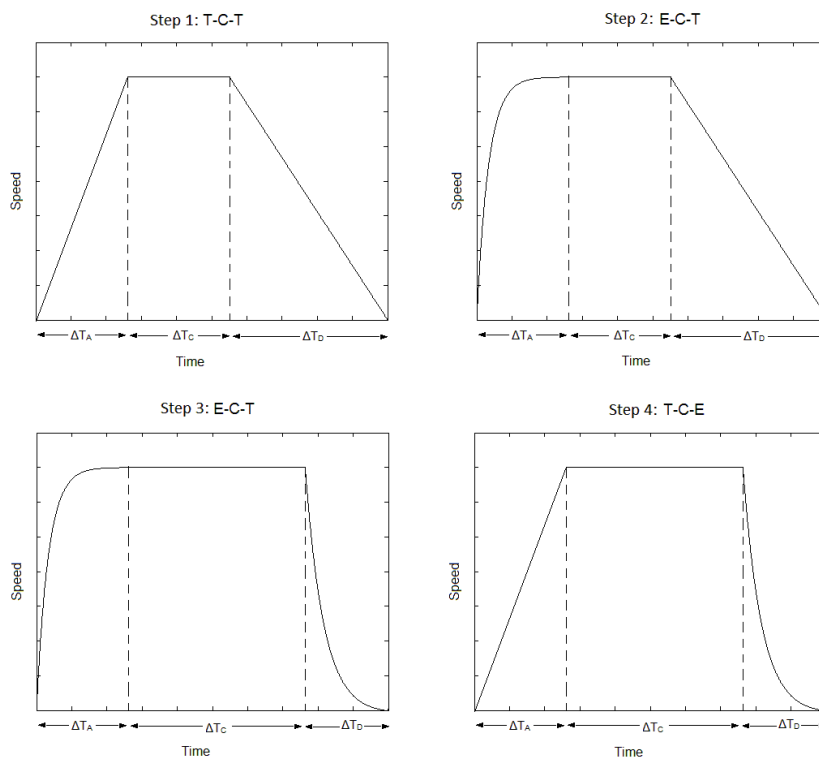 Step 1: T-C-T
Speed
ΔTA
ΔTC
ΔTD
Time
Step 2: E-C-T
Speed
ΔTA
ΔTC
ΔTD
Time
Step 3: E-C-T
Speed
ΔTA
ΔTC
ΔTD
Time
Step 4: T-C-E
Speed
ΔTA
ΔTC
ΔTD
Time